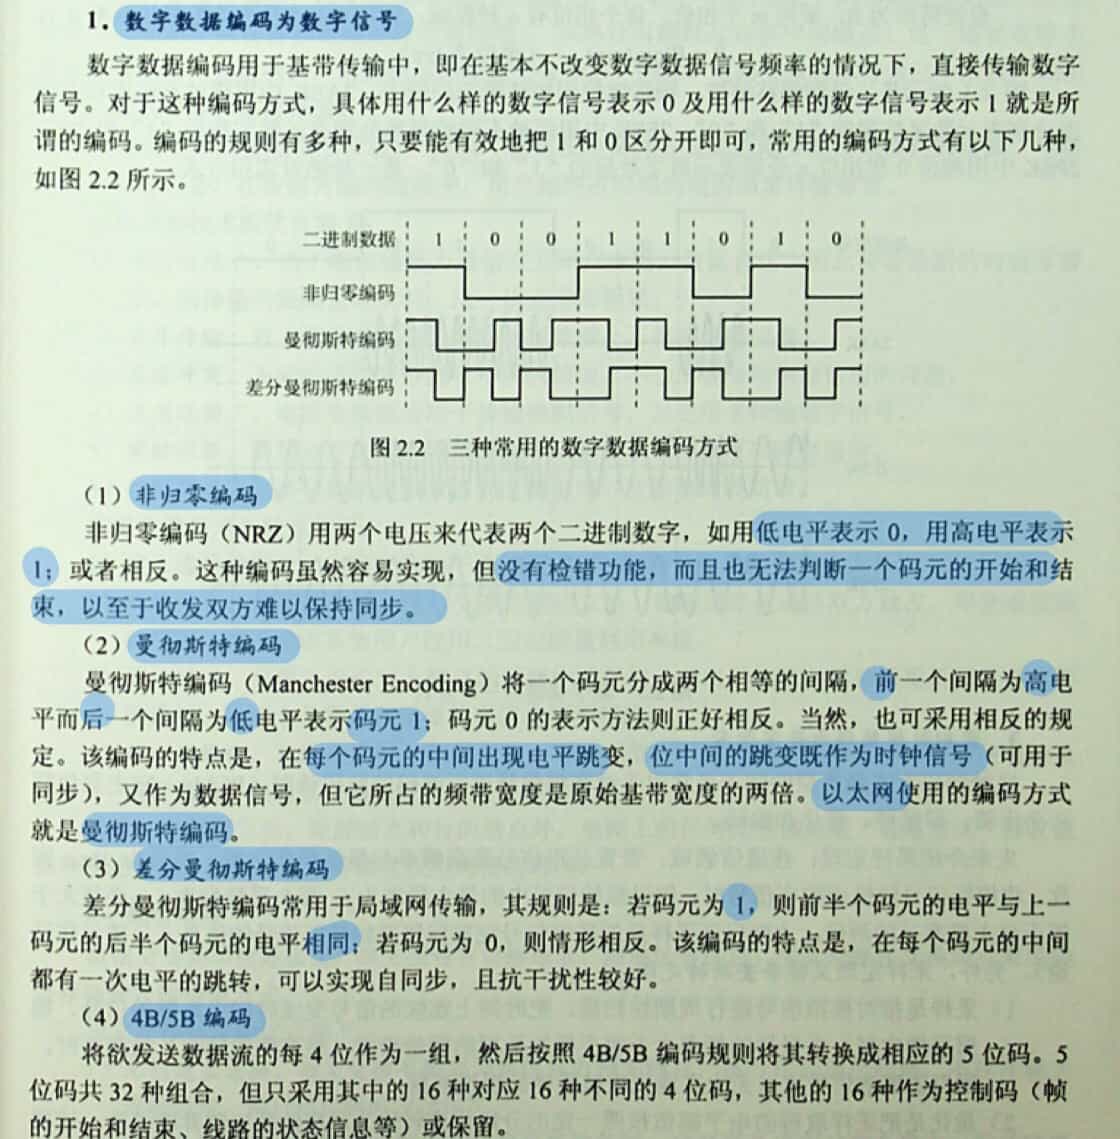 1. 数字数据编码为数字信号
数字数据编码用于基带传输中，即在基本不改变数字数据信号频率的情况下，直接传输数字
信号。对于这种编码方式，具体用什么样的数字信号表示 0 及用什么样的数字信号表示 1 就是所
谓的编码。编码的规则有多种，只要能有效地把 1 和 0 区分开即可，常用的编码方式有以下几种，
如图 2.2 所示。
二进制数据 1 0 0 1 1 0 1 0
非归零编码
曼彻斯特编码
差分曼彻斯特编码
图 2.2 三种常用的数字数据编码方式
（1）非归零编码
非归零编码（NRZ）用两个电压来代表两个二进制数字，如用低电平表示 0，用高电平表示
1；或者相反。这种编码虽然容易实现，但没有检错功能，而且也无法判断一个码元的开始和结
束，以至于收发双方难以保持同步。
（2）曼彻斯特编码
曼彻斯特编码（Manchester Encoding）将一个码元分成两个相等的间隔，前一个间隔为高电
平而后一个间隔为低电平表示码元 1；码元 0 的表示方法则正好相反。当然，也可采用相反的规
定。该编码的特点是，在每个码元的中间出现电平跳变，位中间的跳变既作为时钟信号（可用于
同步），又作为数据信号，但它所占的频带宽度是原始基带宽度的两倍。以太网使用的编码方式
就是曼彻斯特编码。
（3）差分曼彻斯特编码
差分曼彻斯特编码常用于局域网传输，其规则是：若码元为 1，则前半个码元的电平与上一
码元的后半个码元的电平相同；若码元为 0，则情形相反。该编码的特点是，在每个码元的中间
都有一次电平的跳转，可以实现自同步，且抗干扰性较好。
（4）4B/5B 编码
将欲发送数据流的每 4 位作为一组，然后按照 4B/5B 编码规则将其转换成相应的 5 位码。5
位码共 32 种组合，但只采用其中的 16 种对应 16 种不同的 4 位码，其他的 16 种作为控制码（帧
的开始和结束、线路的状态信息等）或保留。